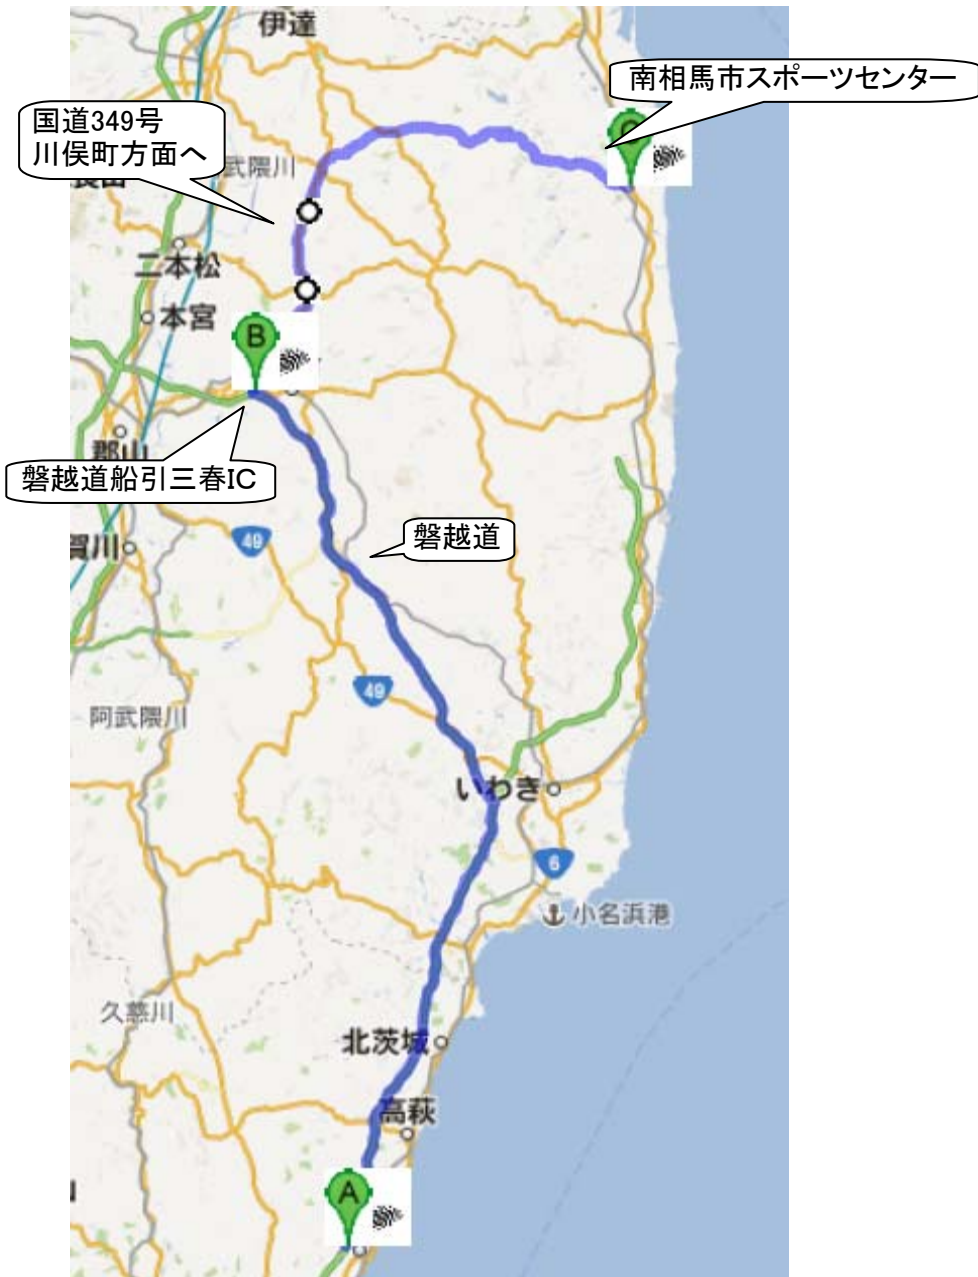 伊達
南相馬市スポーツセンター
国道349号
川俣町方面へ
武隈川
二本松
本宮
B
郡山
磐越道船引三春IC
49
磐越道
賀川
49
阿武隈川
いわき
6
小名浜港
久慈川
北茨城
高萩
A